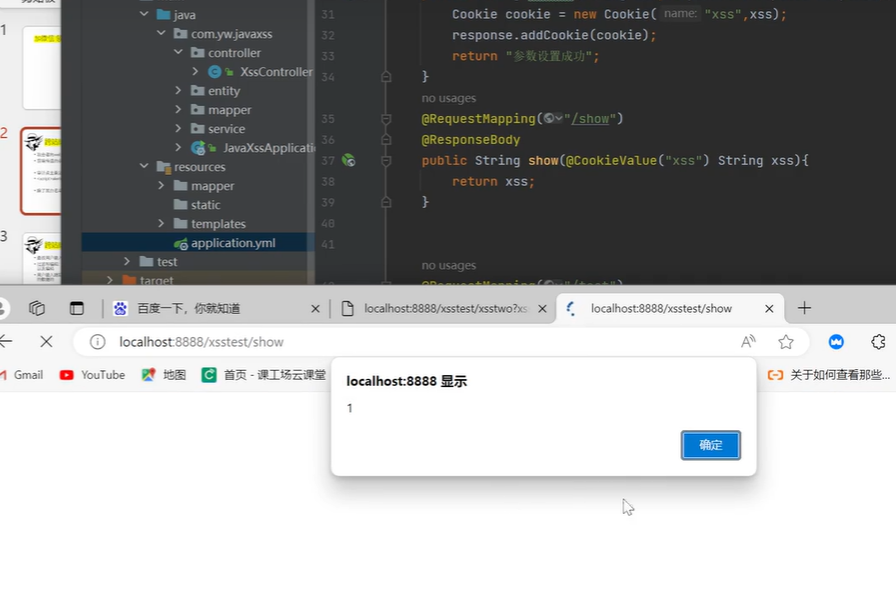 1
2
3
java
com.yw.javaxss
controller
XssController
entity
mapper
service
JavaXssApplicati
resources
mapper
static
templates
application.yml
test
target
31 Cookie cookie = new Cookie( name: "xss",xss);
32 response.addCookie(cookie);
33 return "参数设置成功";
34 }
no usages
35 @RequestMapping("/show")
36 @ResponseBody
37 public String show(@CookieValue("xss") String xss){
38 return xss;
39 }
40
41
no usages
百度一下，你就知道
localhost:8888/xsstest/xsstwo?xs
localhost:8888/xsstest/show
localhost:8888/xsstest/show
Gmail
YouTube
地图
首页 - 课工场云课堂
关于如何查看那些...
localhost:8888 显示
1
确定